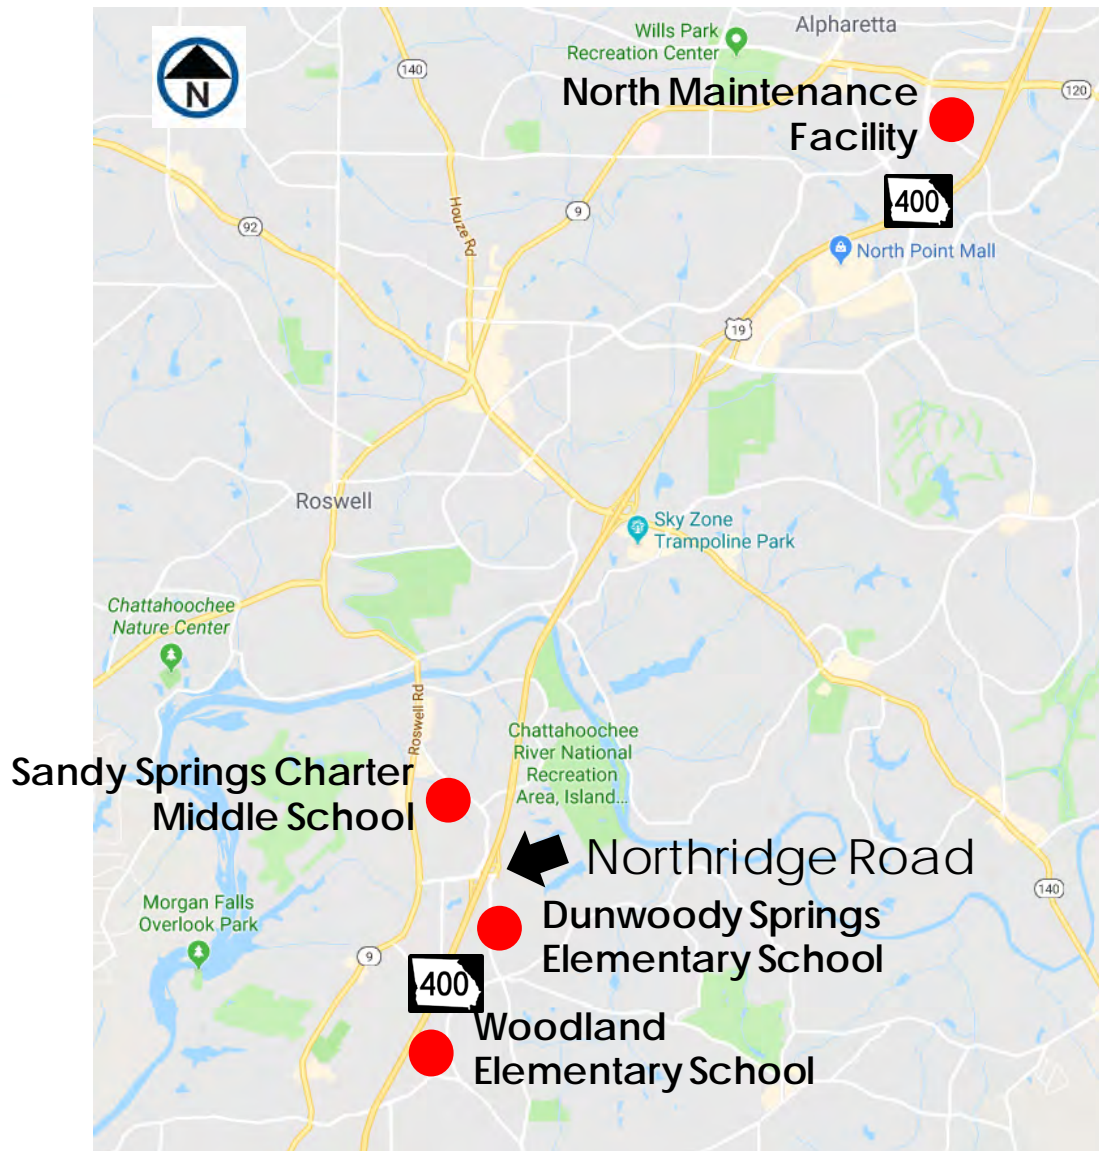 Wills Park
Recreation Center
Alpharetta
N
140
North Maintenance
Facility
120
400
Houze Rd
9
92
North Point Mall
19
Roswell
Sky Zone
Trampoline Park
Chattahoochee
Nature Center
Roswell Rd
Chattahoochee
River National
Recreation
Area, Island...
Sandy Springs Charter
Middle School
Northridge Road
140
Morgan Falls
Overlook Park
Dunwoody Springs
Elementary School
9
400
Woodland
Elementary School